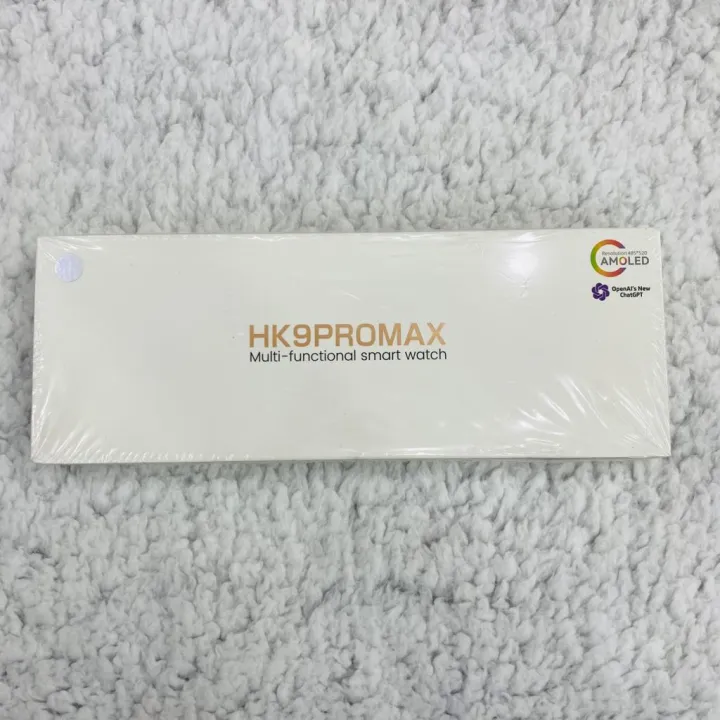 HK9PROMAX
Multi-functional smart watch
AMOLED
OpenAI's New
ChatGPT